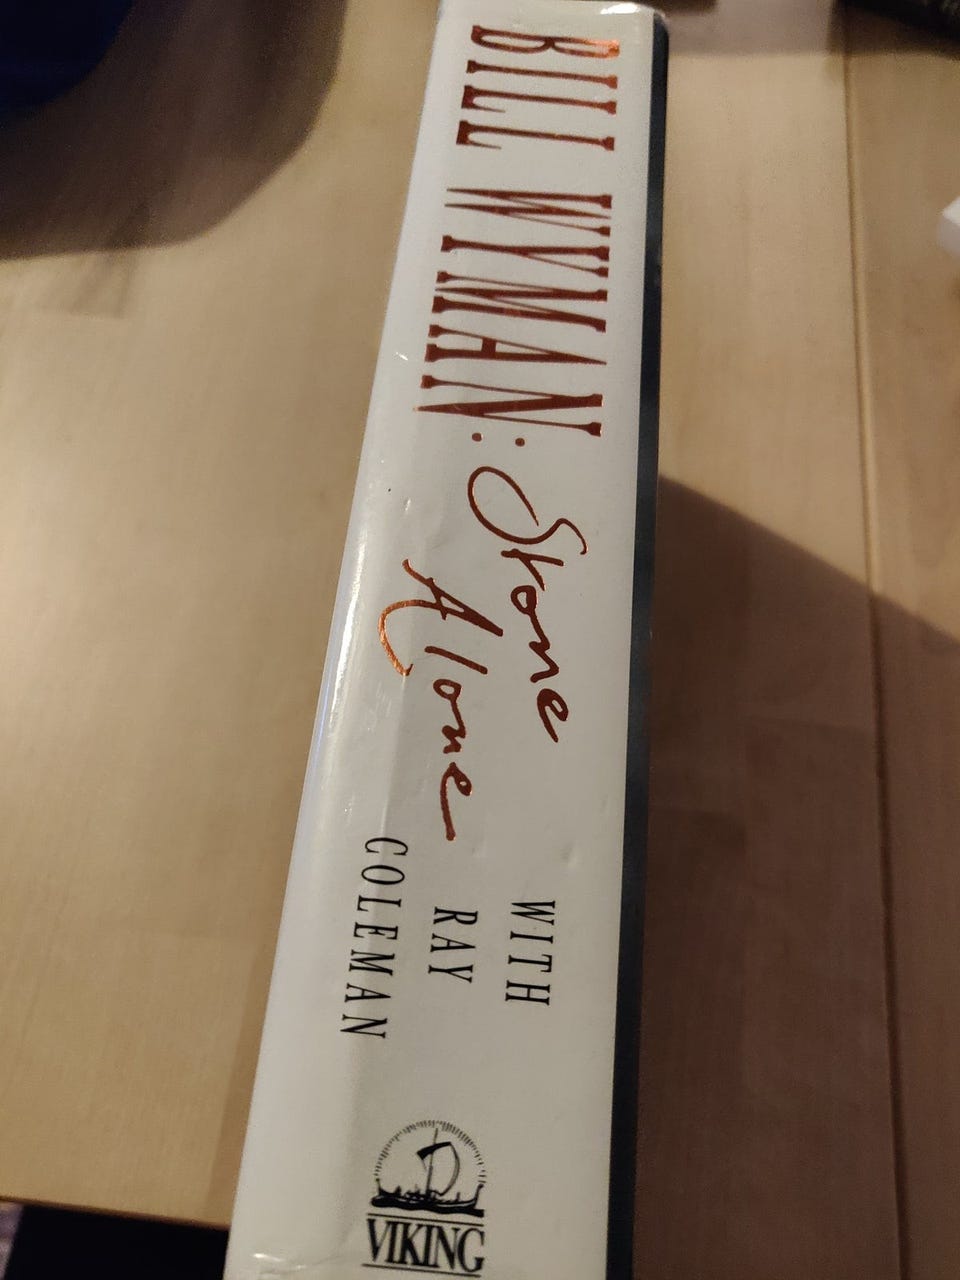 BILL WYMAN: Stone
Alone
WITH
RAY
COLEMAN
VIKING